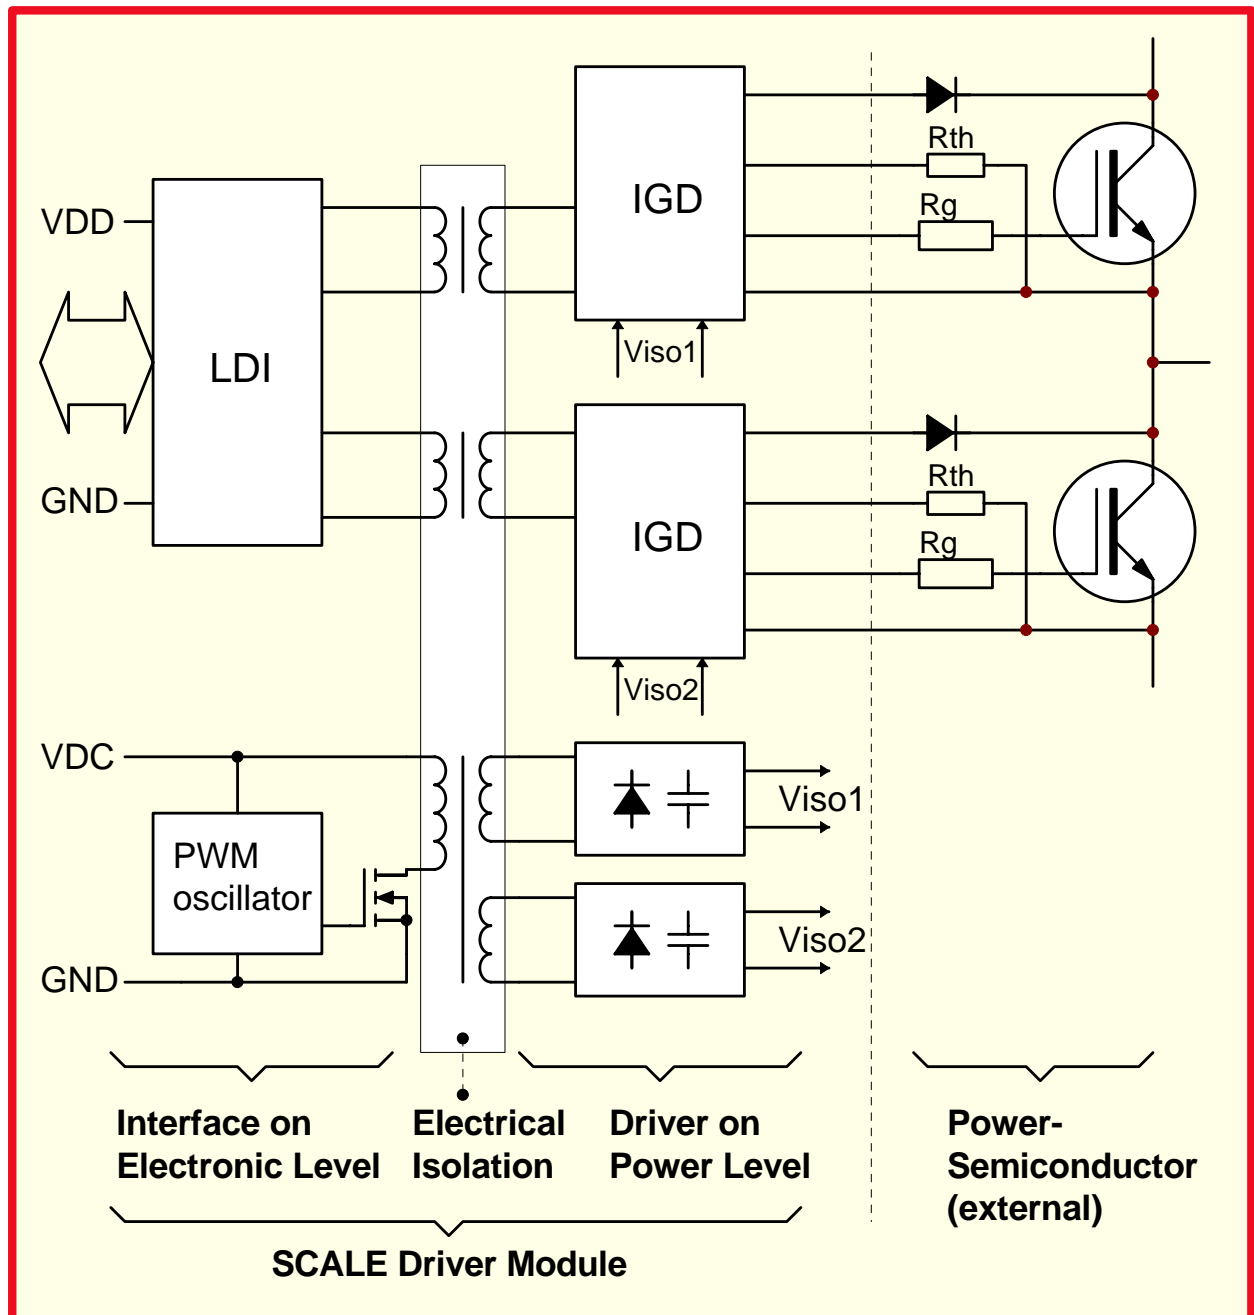 Rth
IGD
Rg
VDD
Viso1
LDI
Rth
GND
IGD
Rg
Viso2
VDC
Viso1
PWM
oscillator
Viso2
GND
Interface on
Electronic Level
Electrical
Isolation
Driver on
Power Level
Power-
Semiconductor
(external)
SCALE Driver Module